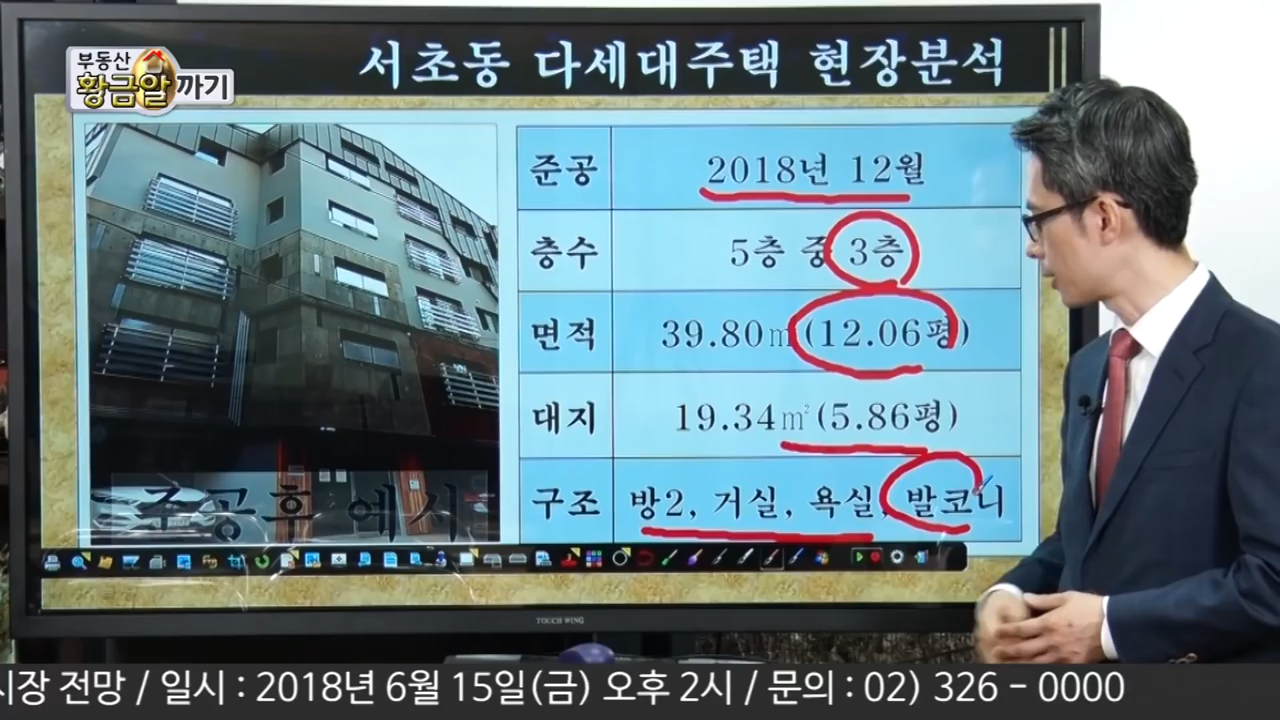 부동산
황금알까기
서초동 다세대주택 현장분석
준공 2018년 12월
층수 5층 중 3층
면적 39.80㎡ (12.06평)
대지 19.34㎡ (5.86평)
구조 방2, 거실, 욕실, 발코니
준공후 예시
TOUCH WING
시장 전망 / 일시 : 2018년 6월 15일(금) 오후 2시 / 문의 : 02) 326 - 0000